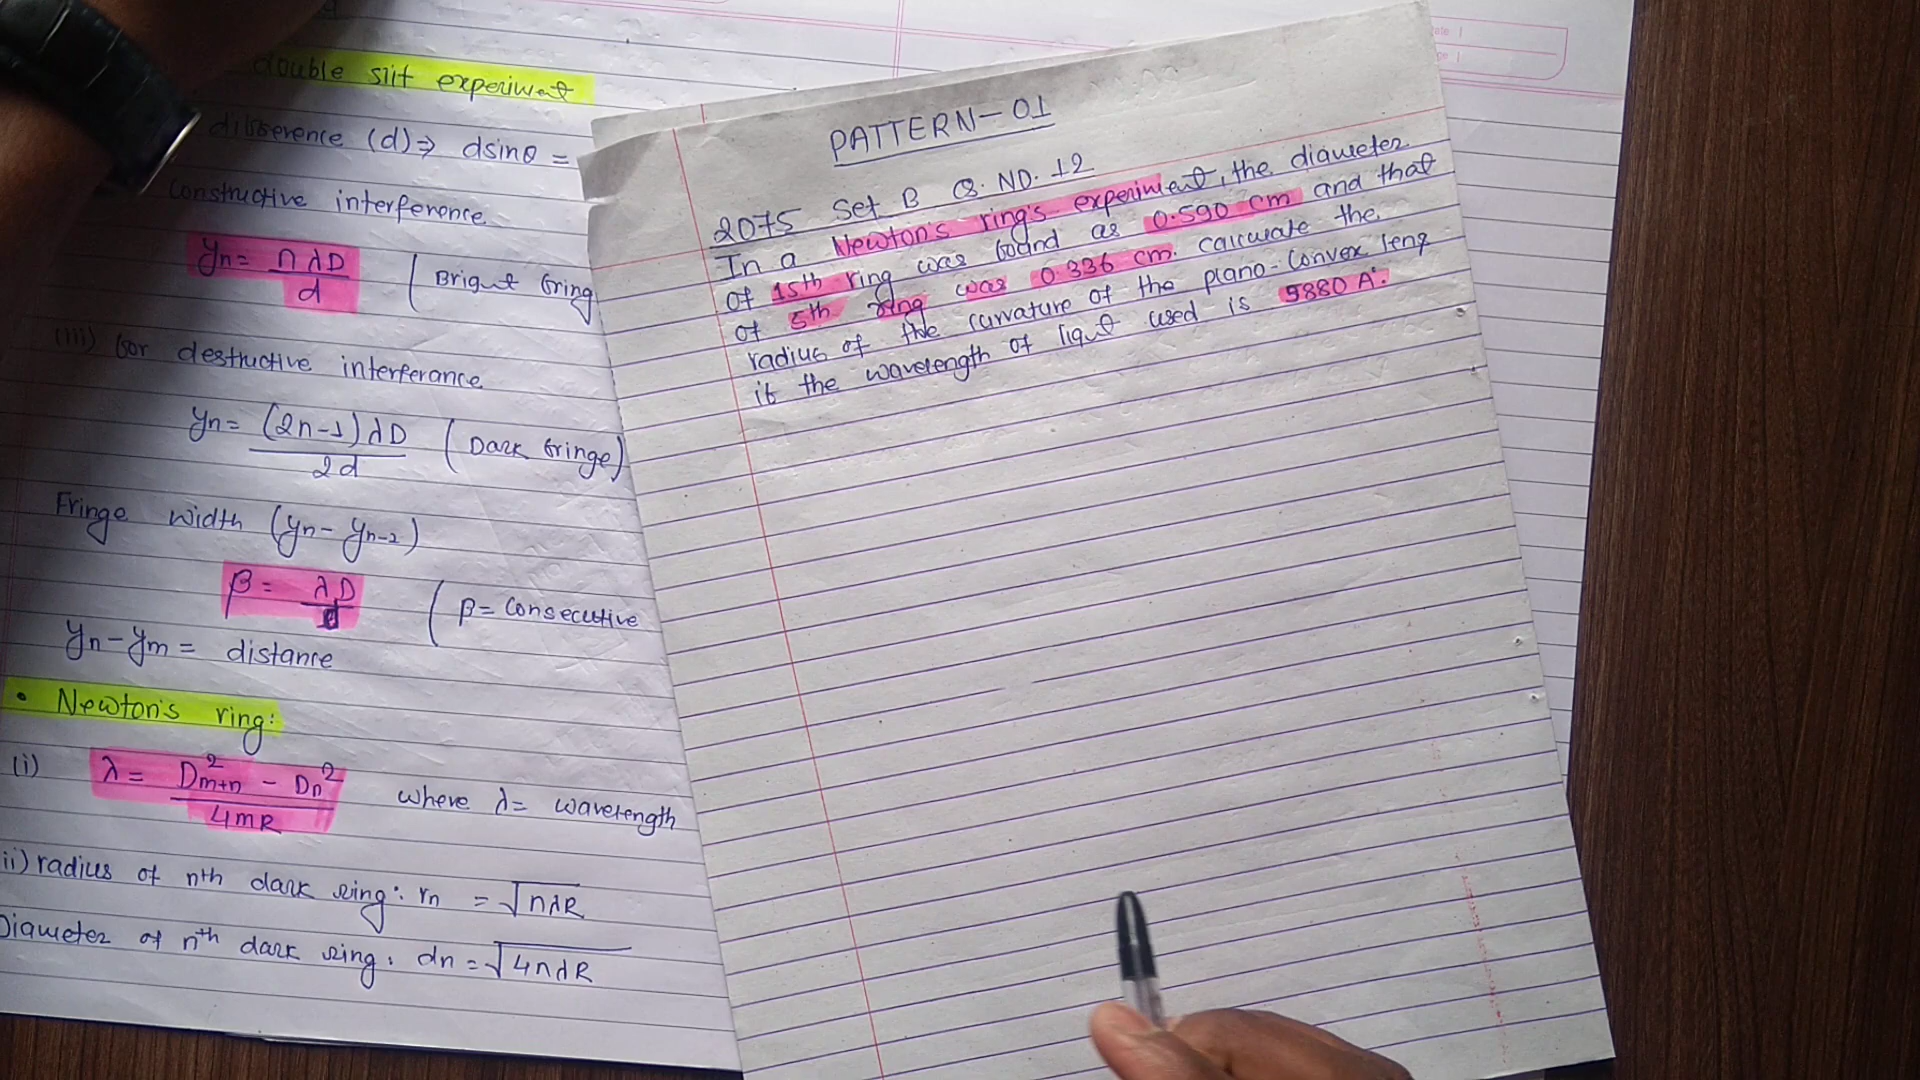 double slit experiment
difference (d) ⇒ dsinθ =
constructive interference
yn = nλD/d ( Bright fring
(iii) for destructive interferance
yn = (2n-1)λD/2d ( Dark fringe)
Fringe width (yn - yn-1)
β = λD/d ( β = Consecutive
yn - ym = distance
• Newton's ring:
(i) λ = D²m+n - Dn²/4mR where λ = wavelength
ii) radius of nth dark ring: rn = √nλR
Diameter of nth dark ring: dn = √4nλR
PATTERN-01
2075 Set B Q. NO. 12
In a Newton's ring's experiment, the diameter
of 15th ring was found as 0.590 cm and that
of 5th ring was 0.336 cm. calculate the
radius of the curvature of the plano-convex lens
if the wavelength of light used is 5880 A°.